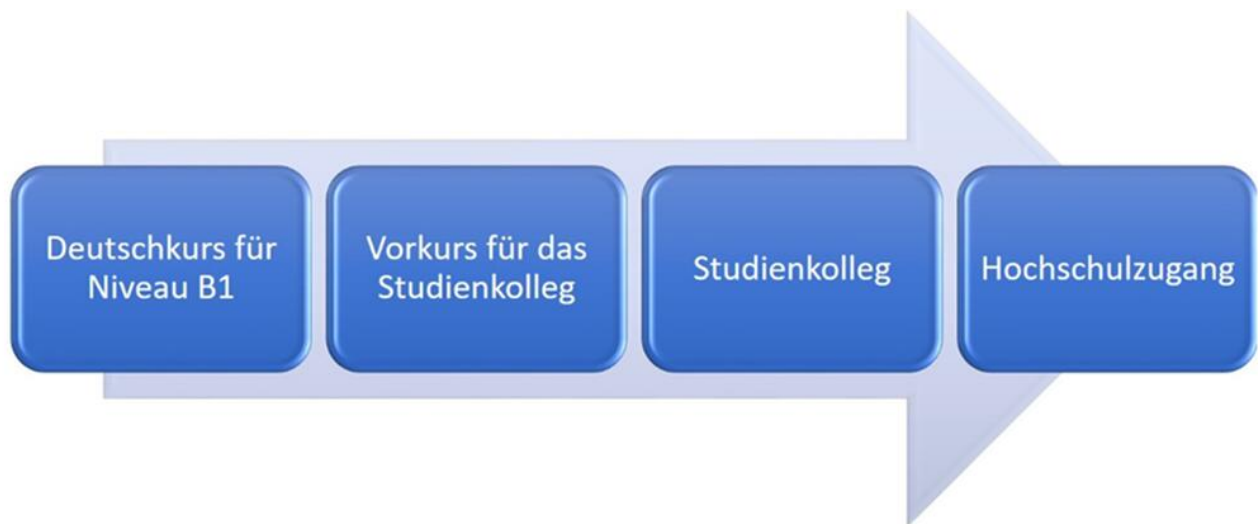 Deutschkurs für
Niveau B1
Vorkurs für das
Studienkolleg
Studienkolleg
Hochschulzugang